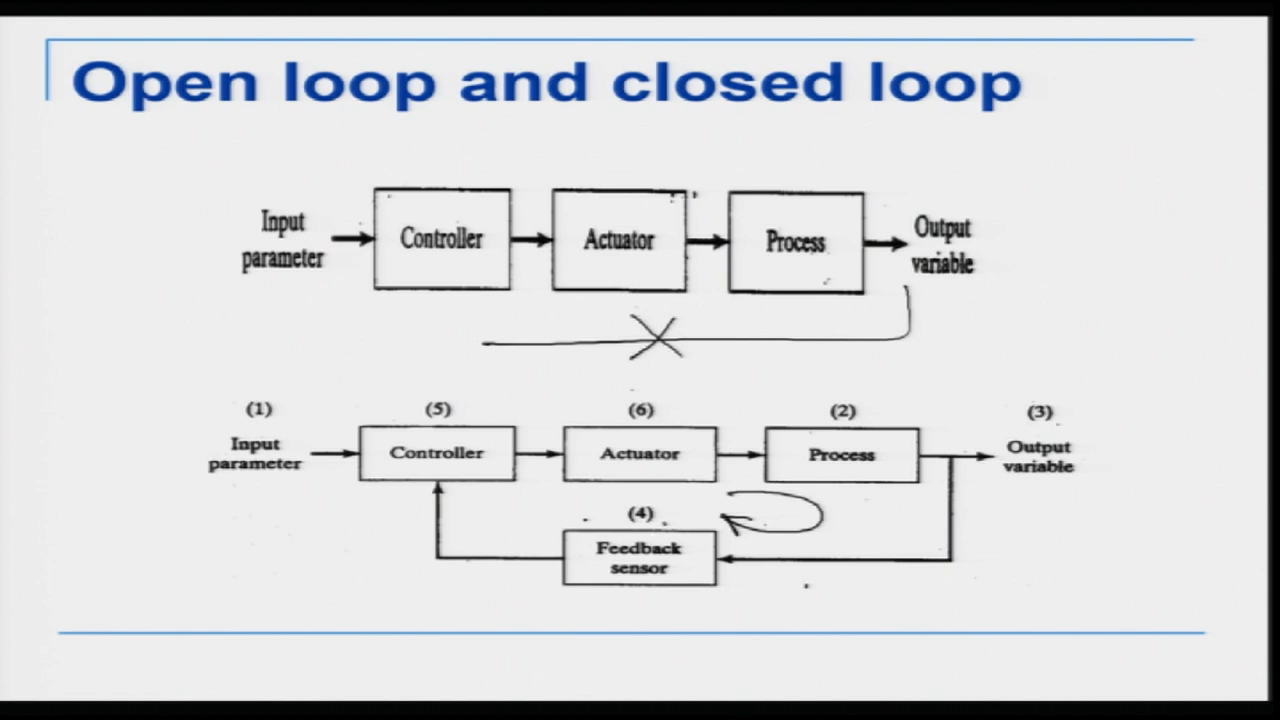 Open loop and closed loop
Input
parameter
Controller
Actuator
Process
Output
variable
(1)
(5)
(6)
(2)
(3)
Input
parameter
Controller
Actuator
Process
Output
variable
(4)
Feedback
sensor